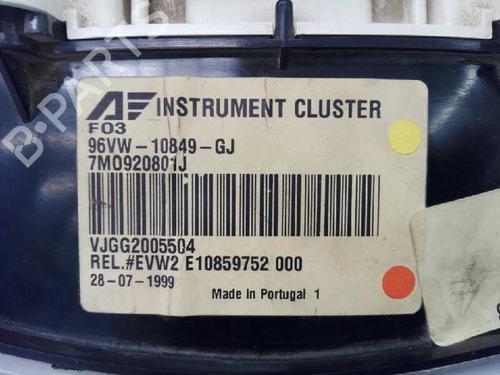 B-PARTS
AF INSTRUMENT CLUSTER
F03
96VW-10849-GJ
7M0920801J
VJGG2005504
REL.#EVW2 E10859752 000
28-07-1999
Made in Portugal 1